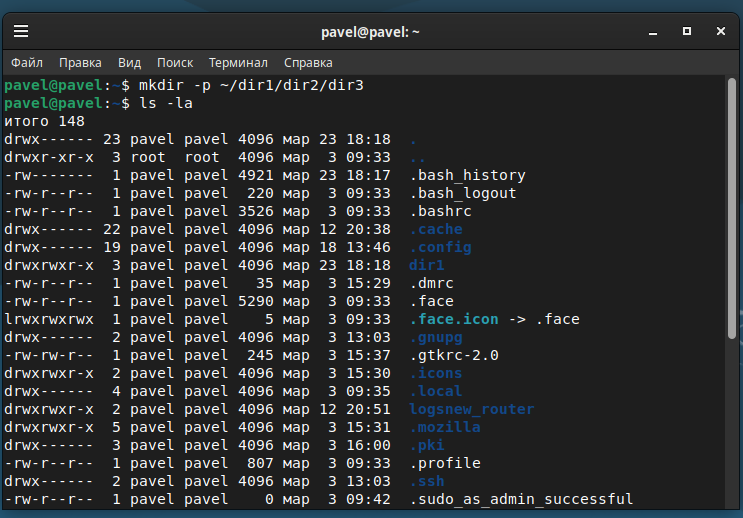 pavel@pavel: ~
Файл Правка Вид Поиск Терминал Справка
pavel@pavel:~$ mkdir -p ~/dir1/dir2/dir3
pavel@pavel:~$ ls -la
итого 148
drwx------ 23 pavel pavel 4096 мар 23 18:18 .
drwxr-xr-x  3 root  root  4096 мар  3 09:33 ..
-rw-------  1 pavel pavel 4921 мар 23 18:17 .bash_history
-rw-r--r--  1 pavel pavel  220 мар  3 09:33 .bash_logout
-rw-r--r--  1 pavel pavel 3526 мар  3 09:33 .bashrc
drwx------ 22 pavel pavel 4096 мар 12 20:38 .cache
drwx------ 19 pavel pavel 4096 мар 18 13:46 .config
drwxrwxr-x  3 pavel pavel 4096 мар 23 18:18 dir1
-rw-r--r--  1 pavel pavel   35 мар  3 15:29 .dmrc
-rw-r--r--  1 pavel pavel 5290 мар  3 09:33 .face
lrwxrwxrwx  1 pavel pavel    5 мар  3 09:33 .face.icon -> .face
drwx------  2 pavel pavel 4096 мар  3 13:03 .gnupg
-rw-rw-r--  1 pavel pavel  245 мар  3 15:37 .gtkrc-2.0
drwxrwxr-x  2 pavel pavel 4096 мар  3 15:30 .icons
drwx------  4 pavel pavel 4096 мар  3 09:35 .local
drwxrwxr-x  2 pavel pavel 4096 мар 12 20:51 logsnew_router
drwxrwxr-x  5 pavel pavel 4096 мар  3 15:31 .mozilla
drwx------  3 pavel pavel 4096 мар  3 16:00 .pki
-rw-r--r--  1 pavel pavel  807 мар  3 09:33 .profile
drwx------  2 pavel pavel 4096 мар  3 13:03 .ssh
-rw-r--r--  1 pavel pavel    0 мар  3 09:42 .sudo_as_admin_successful